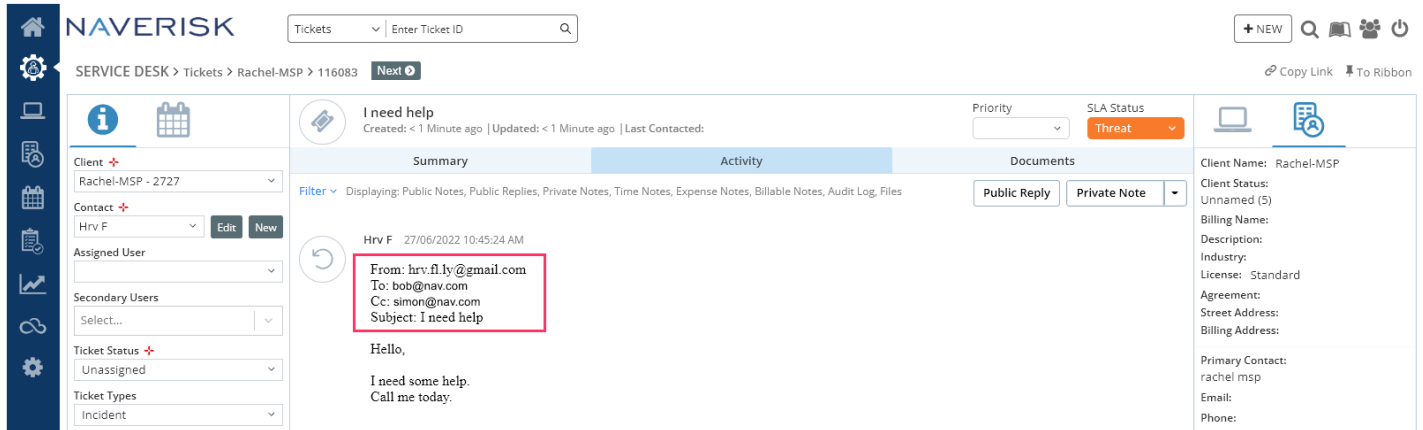 NAVERISK
Tickets
Enter Ticket ID
+ NEW
SERVICE DESK > Tickets > Rachel-MSP > 116083
Next
Copy Link
To Ribbon
Client
Rachel-MSP - 2727
Contact
Hrv F
Edit
New
Assigned User
Secondary Users
Select...
Ticket Status
Unassigned
Ticket Types
Incident
I need help
Created: < 1 Minute ago | Updated: < 1 Minute ago | Last Contacted:
Priority
SLA Status
Threat
Summary
Activity
Documents
Filter
Displaying: Public Notes, Public Replies, Private Notes, Time Notes, Expense Notes, Billable Notes, Audit Log, Files
Public Reply
Private Note
Hrv F 27/06/2022 10:45:24 AM
From: hrv.fl.ly@gmail.com
To: bob@nav.com
Cc: simon@nav.com
Subject: I need help
Hello,
I need some help.
Call me today.
Client Name: Rachel-MSP
Client Status:
Unnamed (5)
Billing Name:
Description:
Industry:
License: Standard
Agreement:
Street Address:
Billing Address:
Primary Contact:
rachel msp
Email:
Phone: